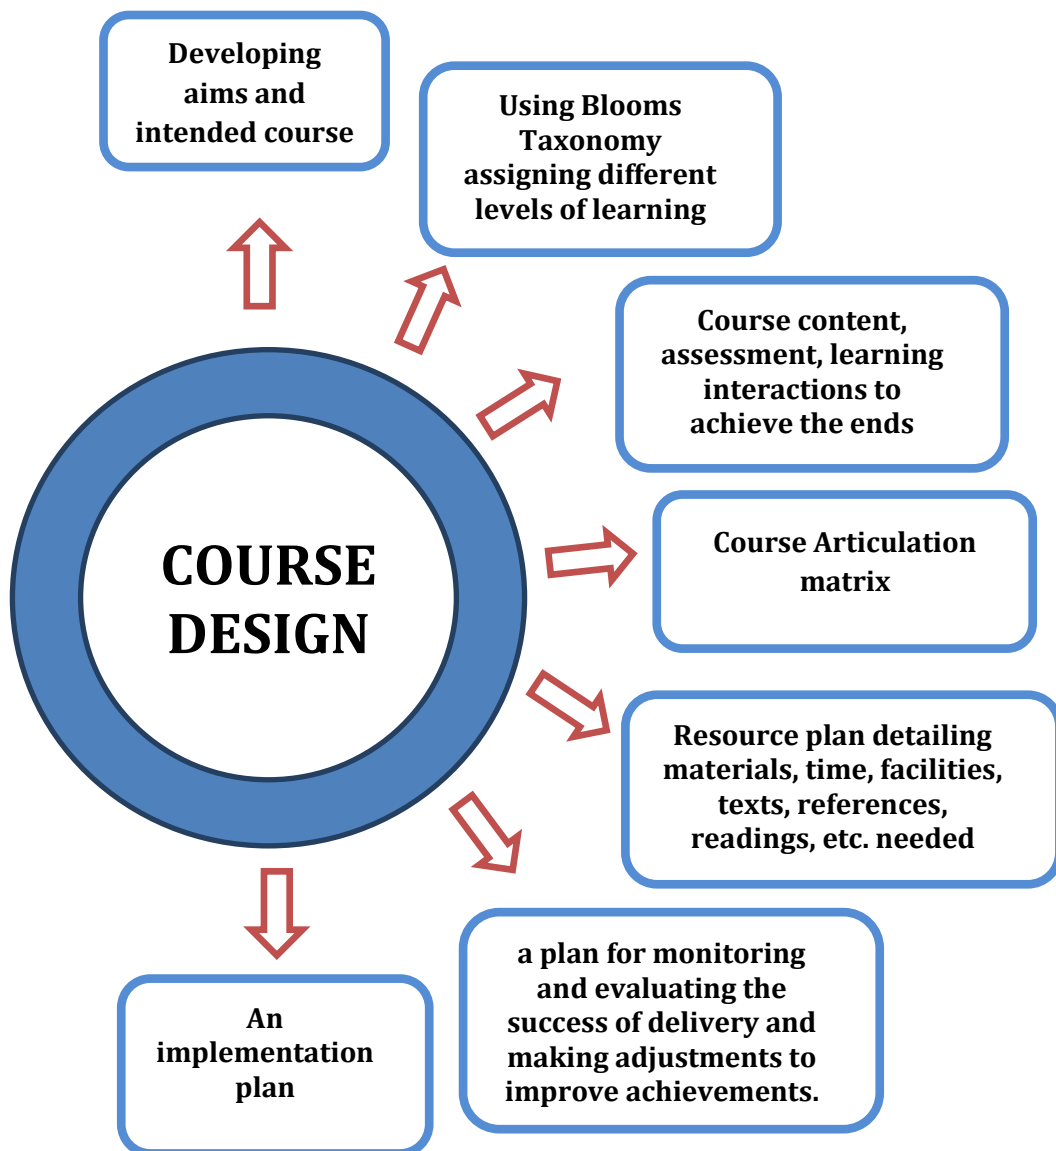 Developing
aims and
intended course
Using Blooms
Taxonomy
assigning different
levels of learning
Course content,
assessment, learning
interactions to
achieve the ends
COURSE
DESIGN
Course Articulation
matrix
Resource plan detailing
materials, time, facilities,
texts, references,
readings, etc. needed
a plan for monitoring
and evaluating the
success of delivery and
making adjustments to
improve achievements.
An
implementation
plan